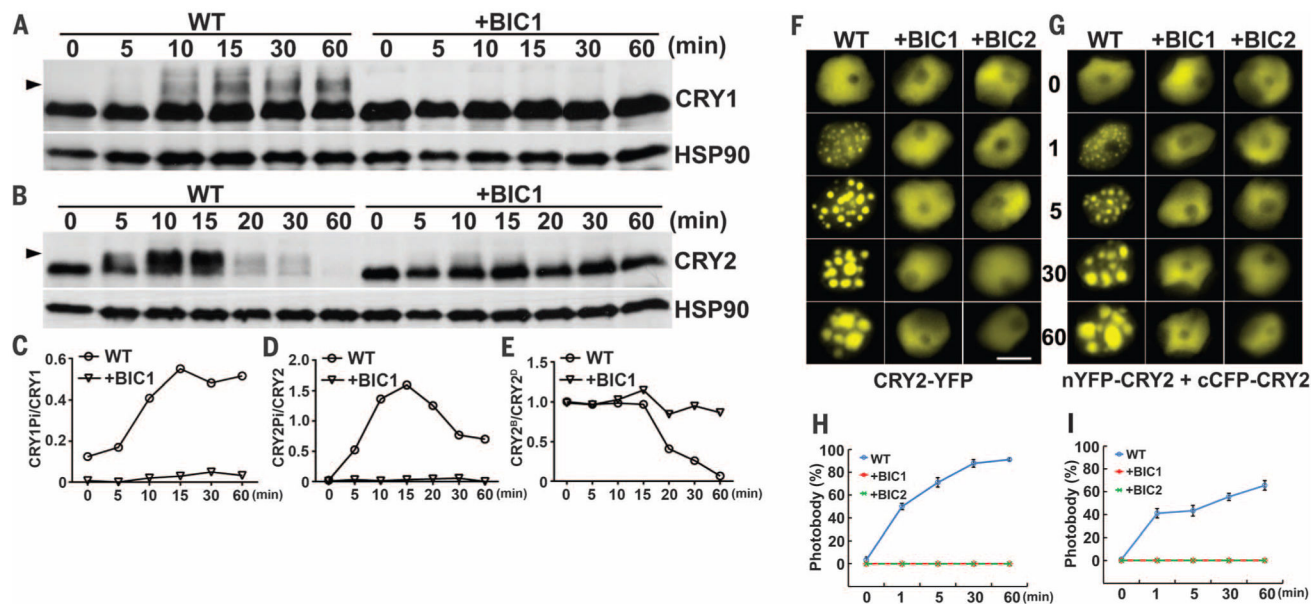 A
WT
+BIC1
0 5 10 15 30 60 0 5 10 15 30 60 (min)
CRY1
HSP90
B
WT
+BIC1
0 5 10 15 20 30 60 0 5 10 15 20 30 60 (min)
CRY2
HSP90
C
WT
+BIC1
CRY1Pi/CRY1
0.6
0.4
0.2
0
0 5 10 15 30 60 (min)
D
WT
+BIC1
CRY2Pi/CRY2
2.0
1.5
1.0
0.5
0
0 5 10 15 20 30 60 (min)
E
WT
+BIC1
CRY2ᴮ/CRY2ᴰ
2.0
1.5
1.0
0.5
0
0 5 10 15 20 30 60 (min)
F
WT +BIC1 +BIC2
CRY2-YFP
G
WT +BIC1 +BIC2
0
1
5
30
60
nYFP-CRY2 + cCFP-CRY2
H
WT
+BIC1
+BIC2
Photobody (%)
100
80
60
40
20
0
0 1 5 30 60 (min)
I
WT
+BIC1
+BIC2
Photobody (%)
100
80
60
40
20
0
0 1 5 30 60 (min)